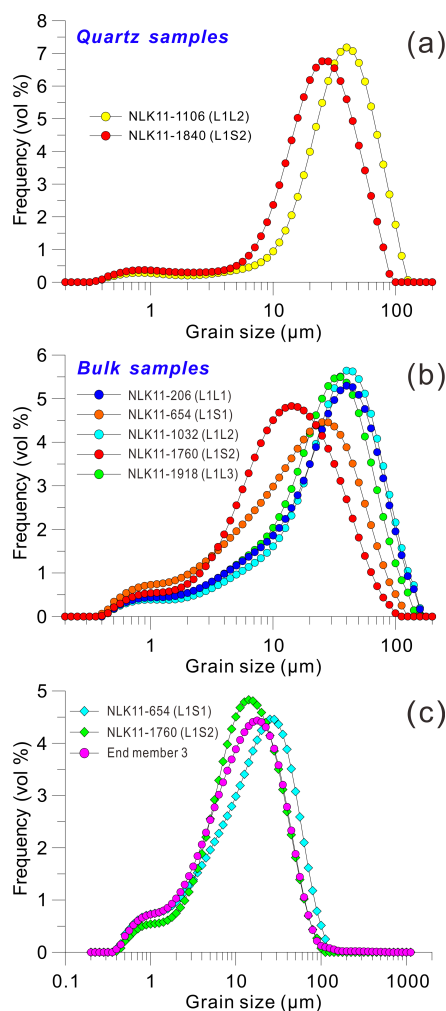 Quartz samples
(a)
NLK11-1106 (L1L2)
NLK11-1840 (L1S2)
Frequency (vol %)
8
7
6
5
4
3
2
1
0
1 10 100
Grain size (µm)
Bulk samples
(b)
NLK11-206 (L1L1)
NLK11-654 (L1S1)
NLK11-1032 (L1L2)
NLK11-1760 (L1S2)
NLK11-1918 (L1L3)
Frequency (vol %)
6
5
4
3
2
1
0
1 10 100
Grain size (µm)
(c)
NLK11-654 (L1S1)
NLK11-1760 (L1S2)
End member 3
Frequency (vol %)
5
4
3
2
1
0
0.1 1 10 100 1000
Grain size (µm)